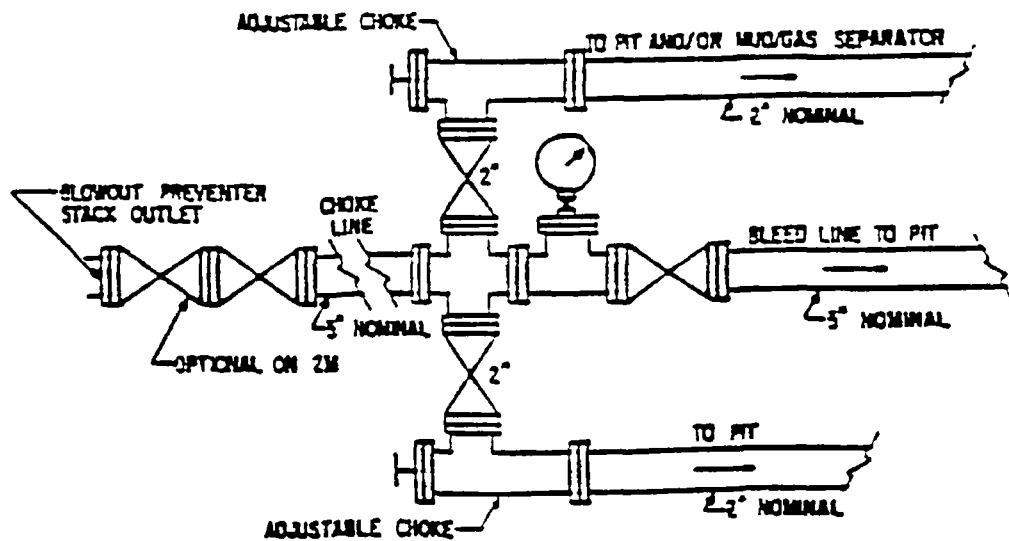 ADJUSTABLE CHOKE
TO PIT AND/OR MUD/GAS SEPARATOR
2" NOMINAL
2"
BLOWOUT PREVENTER
STACK OUTLET
CHOKE
LINE
BLEED LINE TO PIT
3" NOMINAL
3" NOMINAL
OPTIONAL ON 2M
2"
TO PIT
2" NOMINAL
ADJUSTABLE CHOKE